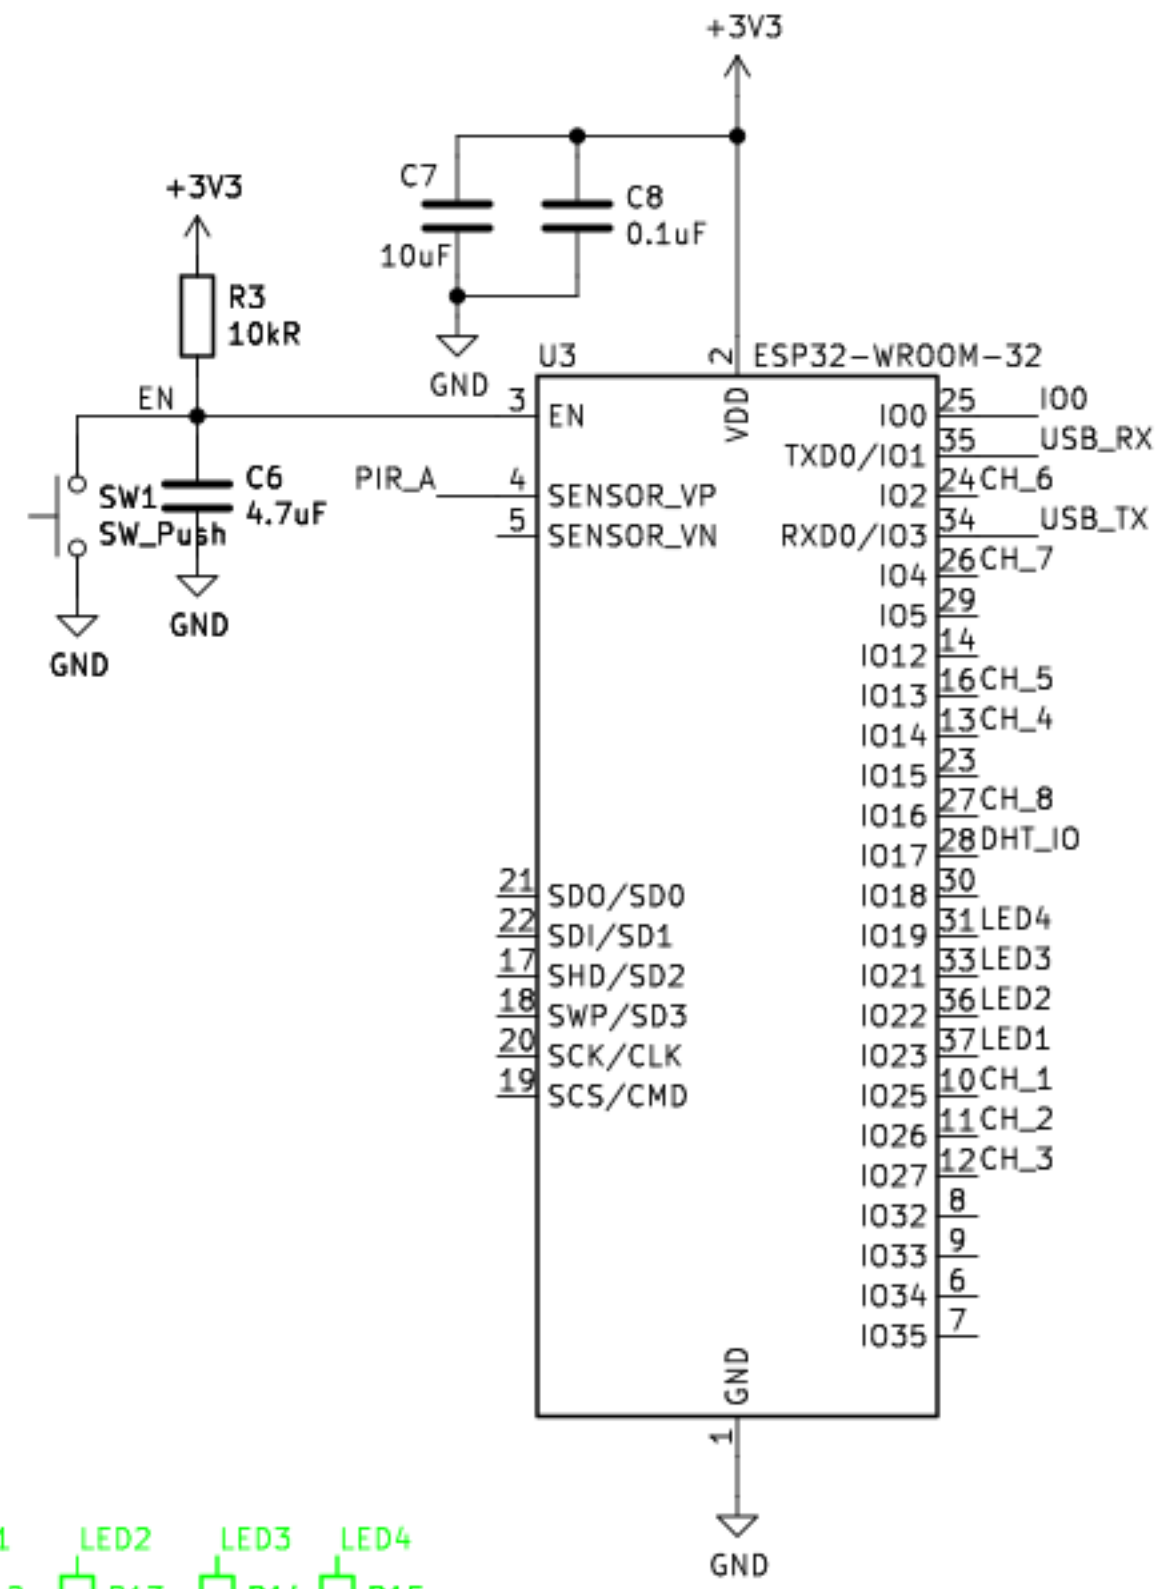 +3V3
C7
10uF
C8
0.1uF
GND
+3V3
R3
10kR
EN
SW1
SW_Push
C6
4.7uF
GND
GND
U3
ESP32-WROOM-32
2
VDD
3 EN
PIR_A 4 SENSOR_VP
5 SENSOR_VN
21 SDO/SD0
22 SDI/SD1
17 SHD/SD2
18 SWP/SD3
20 SCK/CLK
19 SCS/CMD
IO0 25 IO0
TXD0/IO1 35 USB_RX
IO2 24 CH_6
RXD0/IO3 34 USB_TX
IO4 26 CH_7
IO5 29
IO12 14
IO13 16 CH_5
IO14 13 CH_4
IO15 23
IO16 27 CH_8
IO17 28 DHT_IO
IO18 30
IO19 31 LED4
IO21 33 LED3
IO22 36 LED2
IO23 37 LED1
IO25 10 CH_1
IO26 11 CH_2
IO27 12 CH_3
IO32 8
IO33 9
IO34 6
IO35 7
GND
1
GND
LED2 LED3 LED4